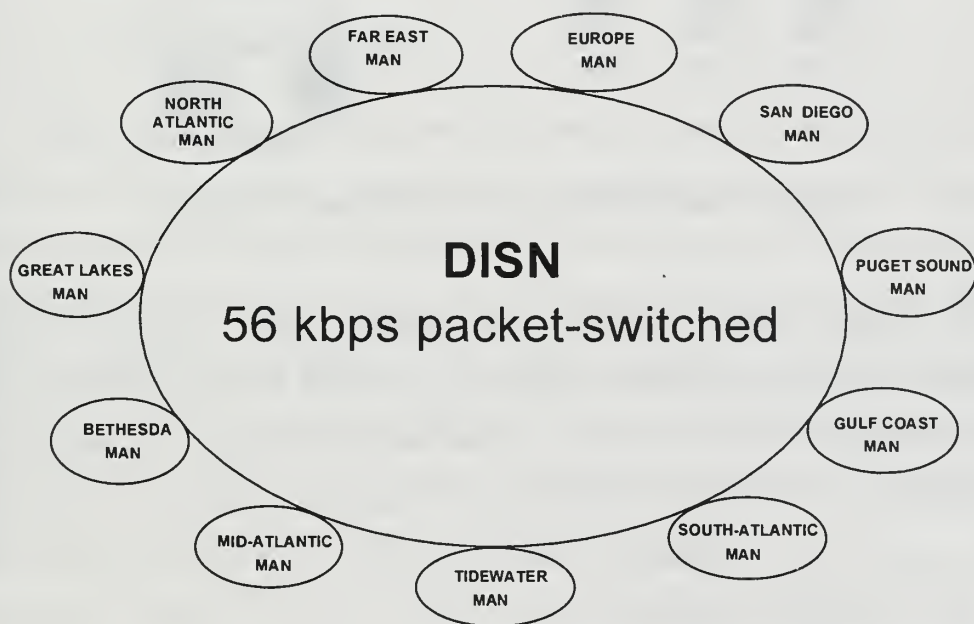 FAR EAST
MAN
EUROPE
MAN
NORTH
ATLANTIC
MAN
SAN DIEGO
MAN
GREAT LAKES
MAN
DISN
56 kbps packet-switched
PUGET SOUND
MAN
BETHESDA
MAN
GULF COAST
MAN
MID-ATLANTIC
MAN
SOUTH-ATLANTIC
MAN
TIDEWATER
MAN